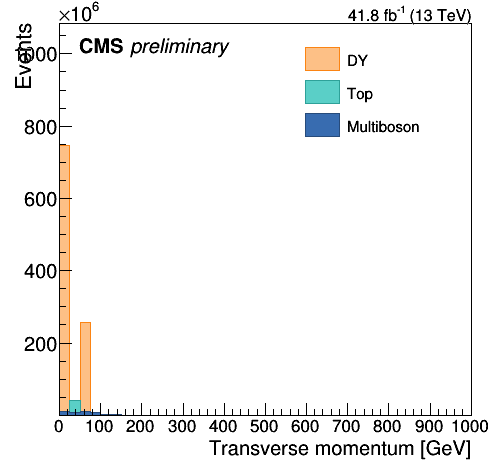 ×10⁶
41.8 fb⁻¹ (13 TeV)
CMS preliminary
Events
1000
800
600
400
200
DY
Top
Multiboson
0 100 200 300 400 500 600 700 800 900 1000
Transverse momentum [GeV]